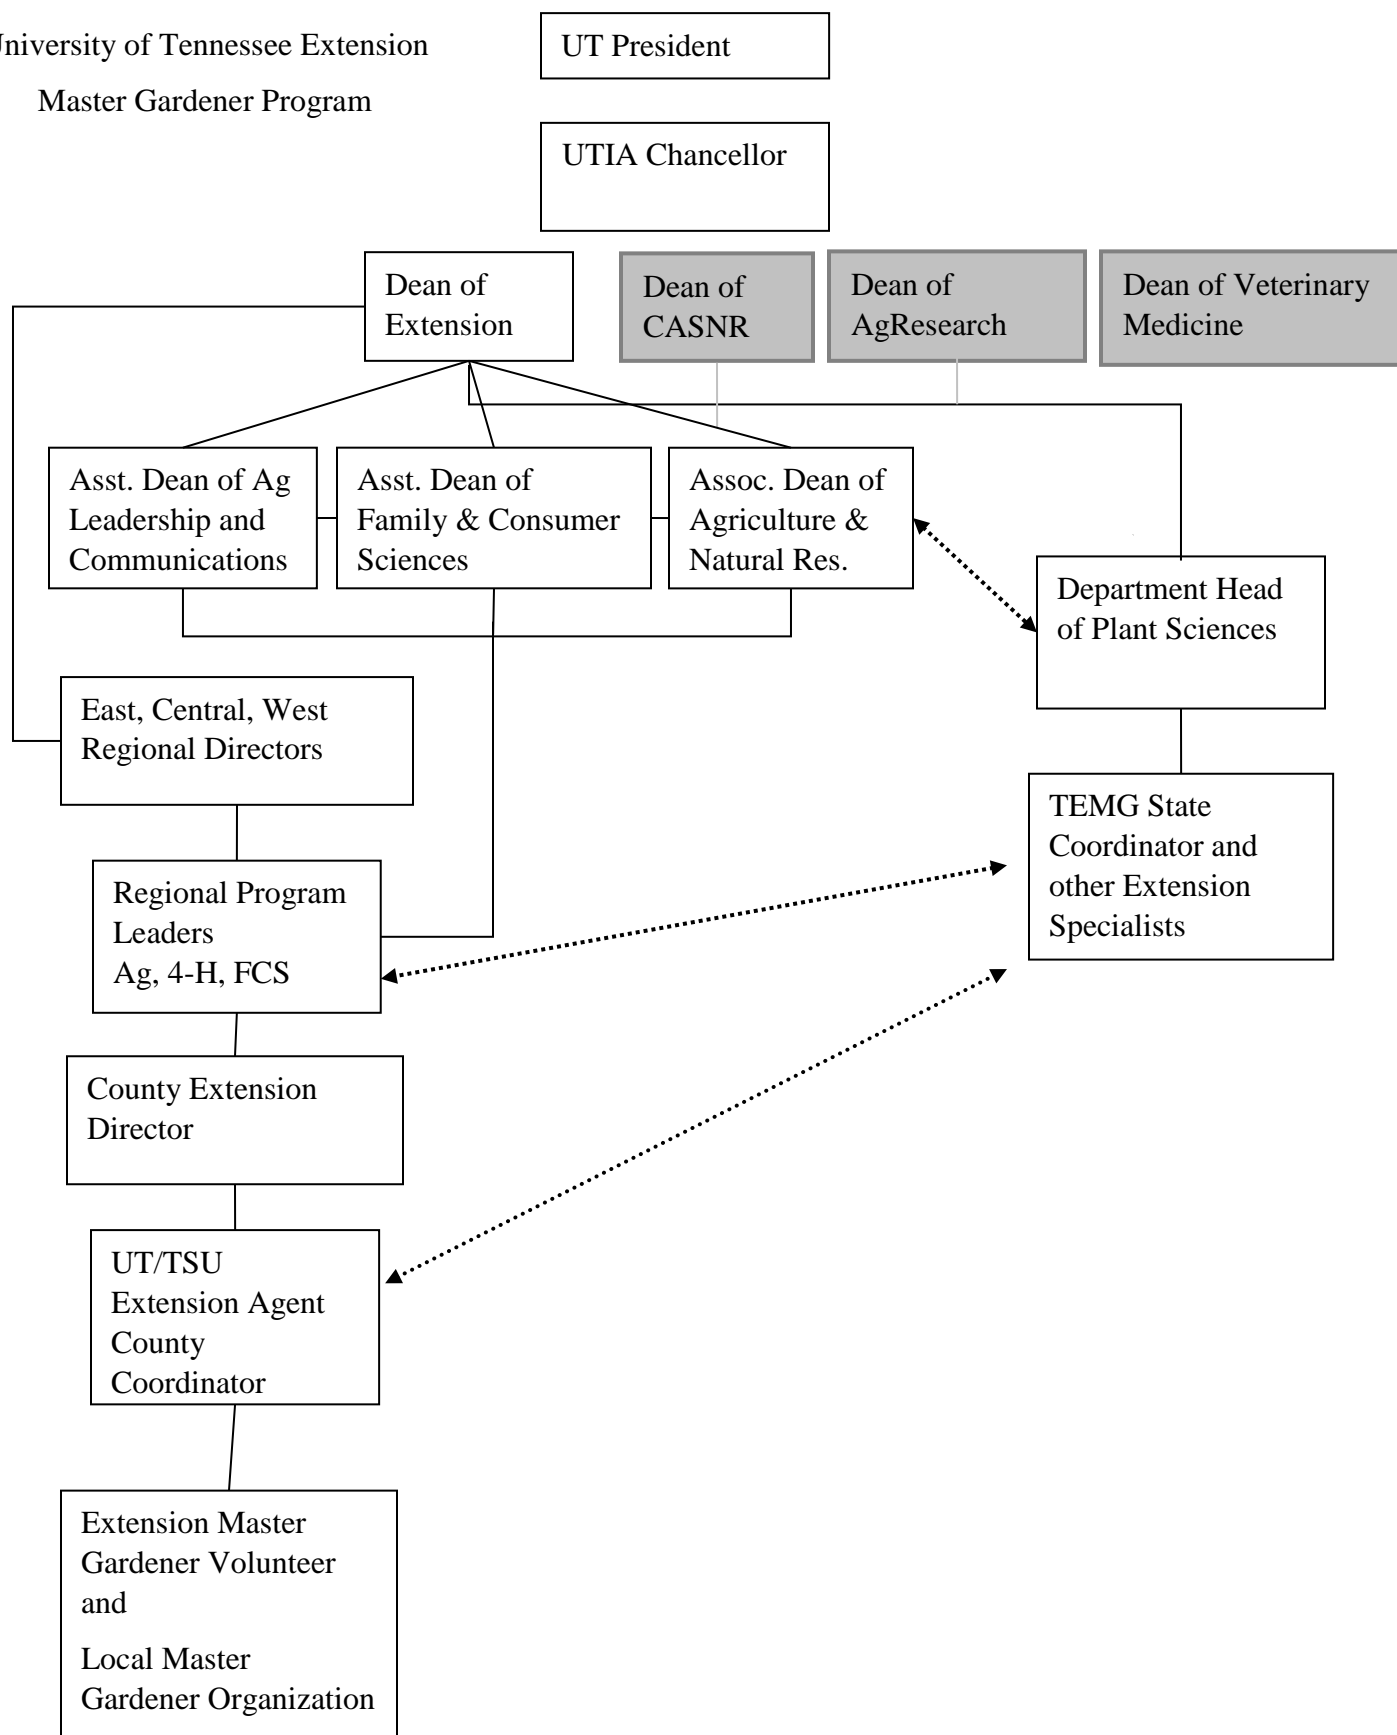 University of Tennessee Extension
Master Gardener Program
UT President
UTIA Chancellor
Dean of
Extension
Dean of
CASNR
Dean of
AgResearch
Dean of Veterinary
Medicine
Asst. Dean of Ag
Leadership and
Communications
Asst. Dean of
Family & Consumer
Sciences
Assoc. Dean of
Agriculture &
Natural Res.
Department Head
of Plant Sciences
East, Central, West
Regional Directors
TEMG State
Coordinator and
other Extension
Specialists
Regional Program
Leaders
Ag, 4-H, FCS
County Extension
Director
UT/TSU
Extension Agent
County
Coordinator
Extension Master
Gardener Volunteer
and
Local Master
Gardener Organization